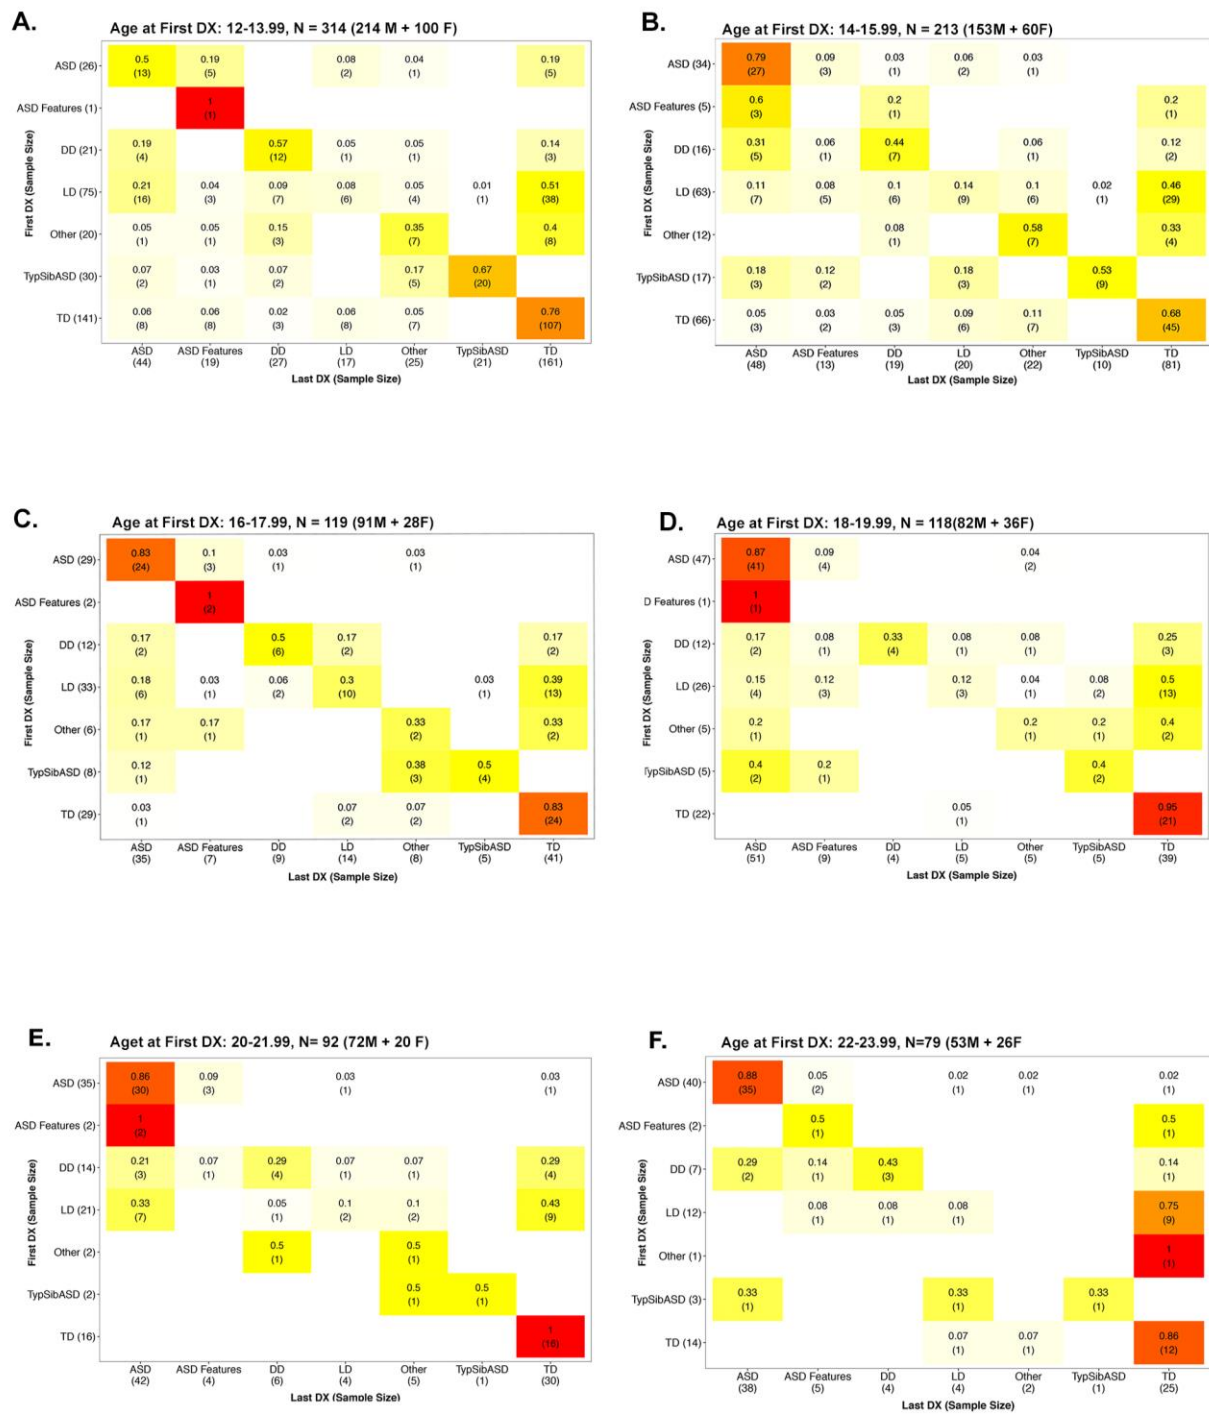 A.
Age at First DX: 12-13.99, N = 314 (214 M + 100 F)
First DX (Sample Size)
ASD (26) 0.5 0.19 0.08 0.04 0.19
(13) (5) (2) (1) (5)
ASD Features (1) 1
(1)
DD (21) 0.19 0.57 0.05 0.05 0.14
(4) (12) (1) (1) (3)
LD (75) 0.21 0.04 0.09 0.08 0.05 0.01 0.51
(16) (3) (7) (6) (4) (1) (38)
Other (20) 0.05 0.05 0.15 0.35 0.4
(1) (1) (3) (7) (8)
TypSibASD (30) 0.07 0.03 0.07 0.17 0.67
(2) (1) (2) (5) (20)
TD (141) 0.06 0.06 0.02 0.06 0.05 0.76
(8) (8) (3) (8) (7) (107)
ASD ASD Features DD LD Other TypSibASD TD
(44) (19) (27) (17) (25) (21) (161)
Last DX (Sample Size)
B.
Age at First DX: 14-15.99, N = 213 (153M + 60F)
First DX (Sample Size)
ASD (34) 0.79 0.09 0.03 0.06 0.03
(27) (3) (1) (2) (1)
ASD Features (5) 0.6 0.2 0.2
(3) (1) (1)
DD (16) 0.31 0.06 0.44 0.06 0.12
(5) (1) (7) (1) (2)
LD (63) 0.11 0.08 0.1 0.14 0.1 0.02 0.46
(7) (5) (6) (9) (6) (1) (29)
Other (12) 0.08 0.58 0.33
(1) (7) (4)
TypSibASD (17) 0.18 0.12 0.18 0.53
(3) (2) (3) (9)
TD (66) 0.05 0.03 0.05 0.09 0.11 0.68
(3) (2) (3) (6) (7) (45)
ASD ASD Features DD LD Other TypSibASD TD
(48) (13) (19) (20) (22) (10) (81)
Last DX (Sample Size)
C.
Age at First DX: 16-17.99, N = 119 (91M + 28F)
First DX (Sample Size)
ASD (29) 0.83 0.1 0.03 0.03
(24) (3) (1) (1)
ASD Features (2) 1
(2)
DD (12) 0.17 0.5 0.17 0.17
(2) (6) (2) (2)
LD (33) 0.18 0.03 0.06 0.3 0.03 0.39
(6) (1) (2) (10) (1) (13)
Other (6) 0.17 0.17 0.33 0.33
(1) (1) (2) (2)
TypSibASD (8) 0.12 0.38 0.5
(1) (3) (4)
TD (29) 0.03 0.07 0.07 0.83
(1) (2) (2) (24)
ASD ASD Features DD LD Other TypSibASD TD
(35) (7) (9) (14) (8) (5) (41)
Last DX (Sample Size)
D.
Age at First DX: 18-19.99, N = 118(82M + 36F)
First DX (Sample Size)
ASD (47) 0.87 0.09 0.04
(41) (4) (2)
D Features (1) 1
(1)
DD (12) 0.17 0.08 0.33 0.08 0.08 0.25
(2) (1) (4) (1) (1) (3)
LD (26) 0.15 0.12 0.12 0.04 0.08 0.5
(4) (3) (3) (1) (2) (13)
Other (5) 0.2 0.2 0.2 0.4
(1) (1) (1) (2)
TypSibASD (5) 0.4 0.2 0.4
(2) (1) (2)
TD (22) 0.05 0.95
(1) (21)
ASD ASD Features DD LD Other TypSibASD TD
(51) (9) (4) (5) (5) (5) (39)
Last DX (Sample Size)
E.
Aget at First DX: 20-21.99, N= 92 (72M + 20 F)
First DX (Sample Size)
ASD (35) 0.86 0.09 0.03 0.03
(30) (3) (1) (1)
ASD Features (2) 1
(2)
DD (14) 0.21 0.07 0.29 0.07 0.07 0.29
(3) (1) (4) (1) (1) (4)
LD (21) 0.33 0.05 0.1 0.1 0.43
(7) (1) (2) (2) (9)
Other (2) 0.5 0.5
(1) (1)
TypSibASD (2) 0.5 0.5
(1) (1)
TD (16) 1
(16)
ASD ASD Features DD LD Other TypSibASD TD
(42) (4) (6) (4) (5) (1) (30)
Last DX (Sample Size)
F.
Age at First DX: 22-23.99, N=79 (53M + 26F
First DX (Sample Size)
ASD (40) 0.88 0.05 0.02 0.02 0.02
(35) (2) (1) (1) (1)
ASD Features (2) 0.5 0.5
(1) (1)
DD (7) 0.29 0.14 0.43 0.14
(2) (1) (3) (1)
LD (12) 0.08 0.08 0.08 0.75
(1) (1) (1) (9)
Other (1) 1
(1)
TypSibASD (3) 0.33 0.33 0.33
(1) (1) (1)
TD (14) 0.07 0.07 0.86
(1) (1) (12)
ASD ASD Features DD LD Other TypSibASD TD
(38) (5) (4) (4) (2) (1) (25)
Last DX (Sample Size)